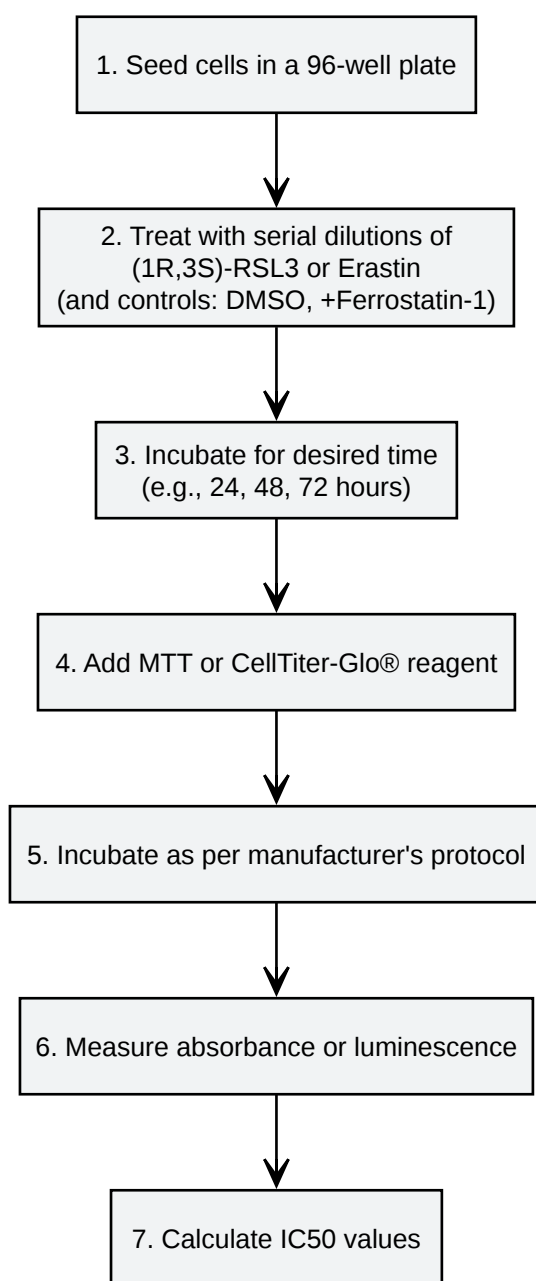 1. Seed cells in a 96-well plate
2. Treat with serial dilutions of
(1R,3S)-RSL3 or Erastin
(and controls: DMSO, +Ferrostatin-1)
3. Incubate for desired time
(e.g., 24, 48, 72 hours)
4. Add MTT or CellTiter-Glo® reagent
5. Incubate as per manufacturer's protocol
6. Measure absorbance or luminescence
7. Calculate IC50 values